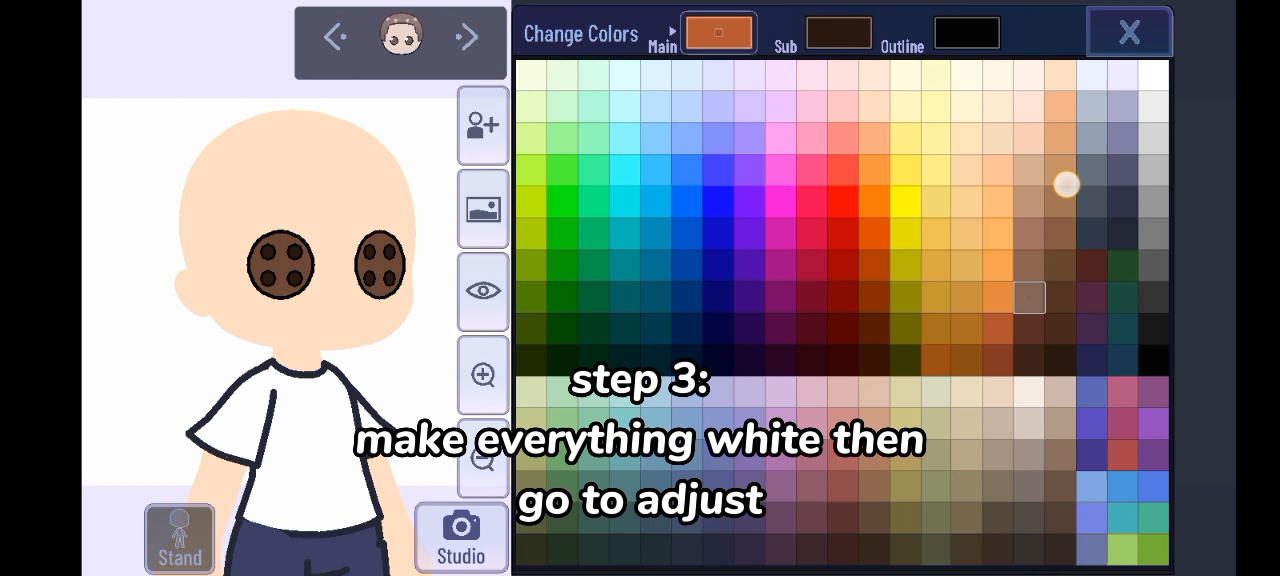 Change Colors
Main
Sub
Outline
X
step 3:
make everything white then
go to adjust
Stand
Studio